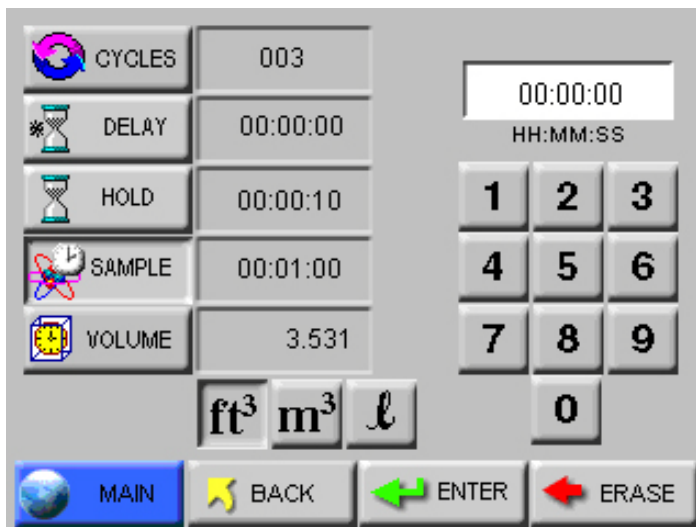 CYCLES 003
00:00:00
HH:MM:SS
DELAY 00:00:00
HOLD 00:00:10
SAMPLE 00:01:00
VOLUME 3.531
1 2 3
4 5 6
7 8 9
0
ft³ m³ ℓ
MAIN BACK ENTER ERASE